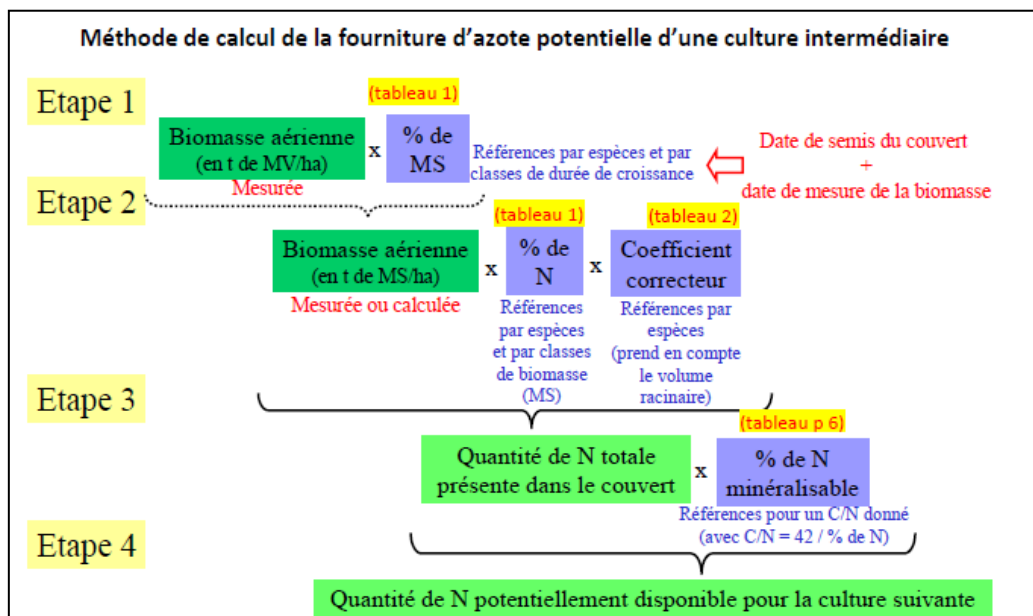 Méthode de calcul de la fourniture d'azote potentielle d'une culture intermédiaire
Etape 1
(tableau 1)
Biomasse aérienne
(en t de MV/ha)
x
% de
MS
Mesurée
Références par espèces et par
classes de durée de croissance
Date de semis du couvert
+
date de mesure de la biomasse
Etape 2
(tableau 1)
(tableau 2)
Biomasse aérienne
(en t de MS/ha)
x
% de
N
x
Coefficient
correcteur
Mesurée ou calculée
Références
par espèces
et par classes
de biomasse
(MS)
Références par
espèces
(prend en compte
le volume
racinaire)
Etape 3
(tableau p 6)
Quantité de N totale
présente dans le couvert
x
% de N
minéralisable
Références pour un C/N donné
(avec C/N = 42 / % de N)
Etape 4
Quantité de N potentiellement disponible pour la culture suivante